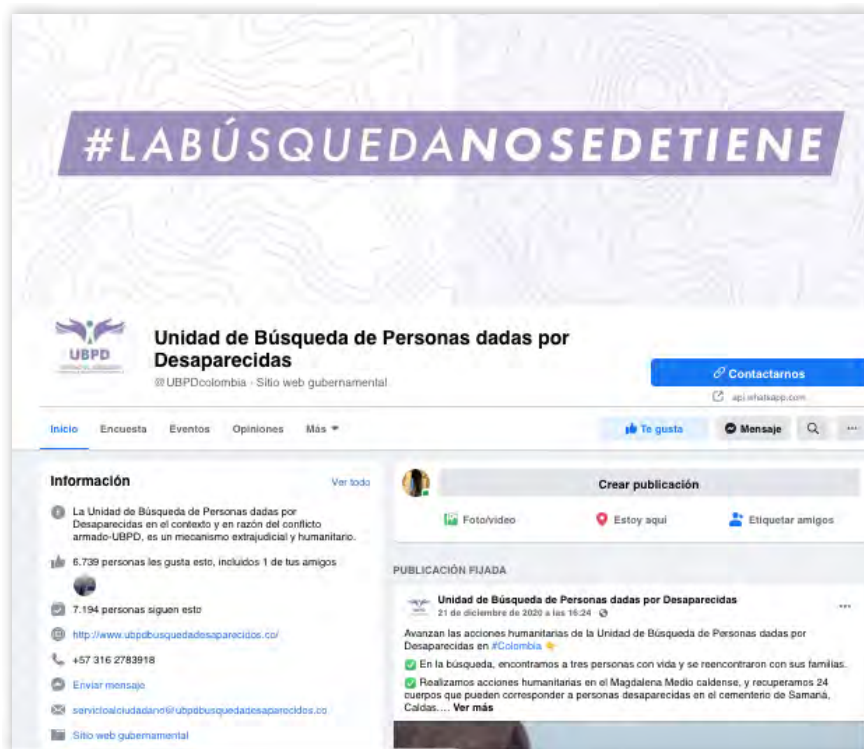 #LABÚSQUEDANOSEDETIENE
UBPD
Unidad de Búsqueda de Personas dadas por
Desaparecidas
@UBPDcolombia · Sitio web gubernamental
Contactarnos
api.whatsapp.com
Inicio Encuesta Eventos Opiniones Más
Te gusta Mensaje
Información Ver todo
La Unidad de Búsqueda de Personas dadas por
Desaparecidas en el contexto y en razón del conflicto
armado-UBPD, es un mecanismo extrajudicial y humanitario.
6.739 personas les gusta esto, incluidos 1 de tus amigos
7.194 personas siguen esto
http://www.ubpdbusquedadesaparecidos.co/
+57 316 2783918
Enviar mensaje
servicioalciudadano@ubpdbusquedadesaparecidos.co
Sitio web gubernamental
Crear publicación
Foto/video Estoy aquí Etiquetar amigos
PUBLICACIÓN FIJADA
Unidad de Búsqueda de Personas dadas por Desaparecidas
21 de diciembre de 2020 a las 16:24
Avanzan las acciones humanitarias de la Unidad de Búsqueda de Personas dadas por
Desaparecidas en #Colombia
En la búsqueda, encontramos a tres personas con vida y se reencontraron con sus familias.
Realizamos acciones humanitarias en el Magdalena Medio caldense, y recuperamos 24
cuerpos que pueden corresponder a personas desaparecidas en el cementerio de Samaná,
Caldas.... Ver más